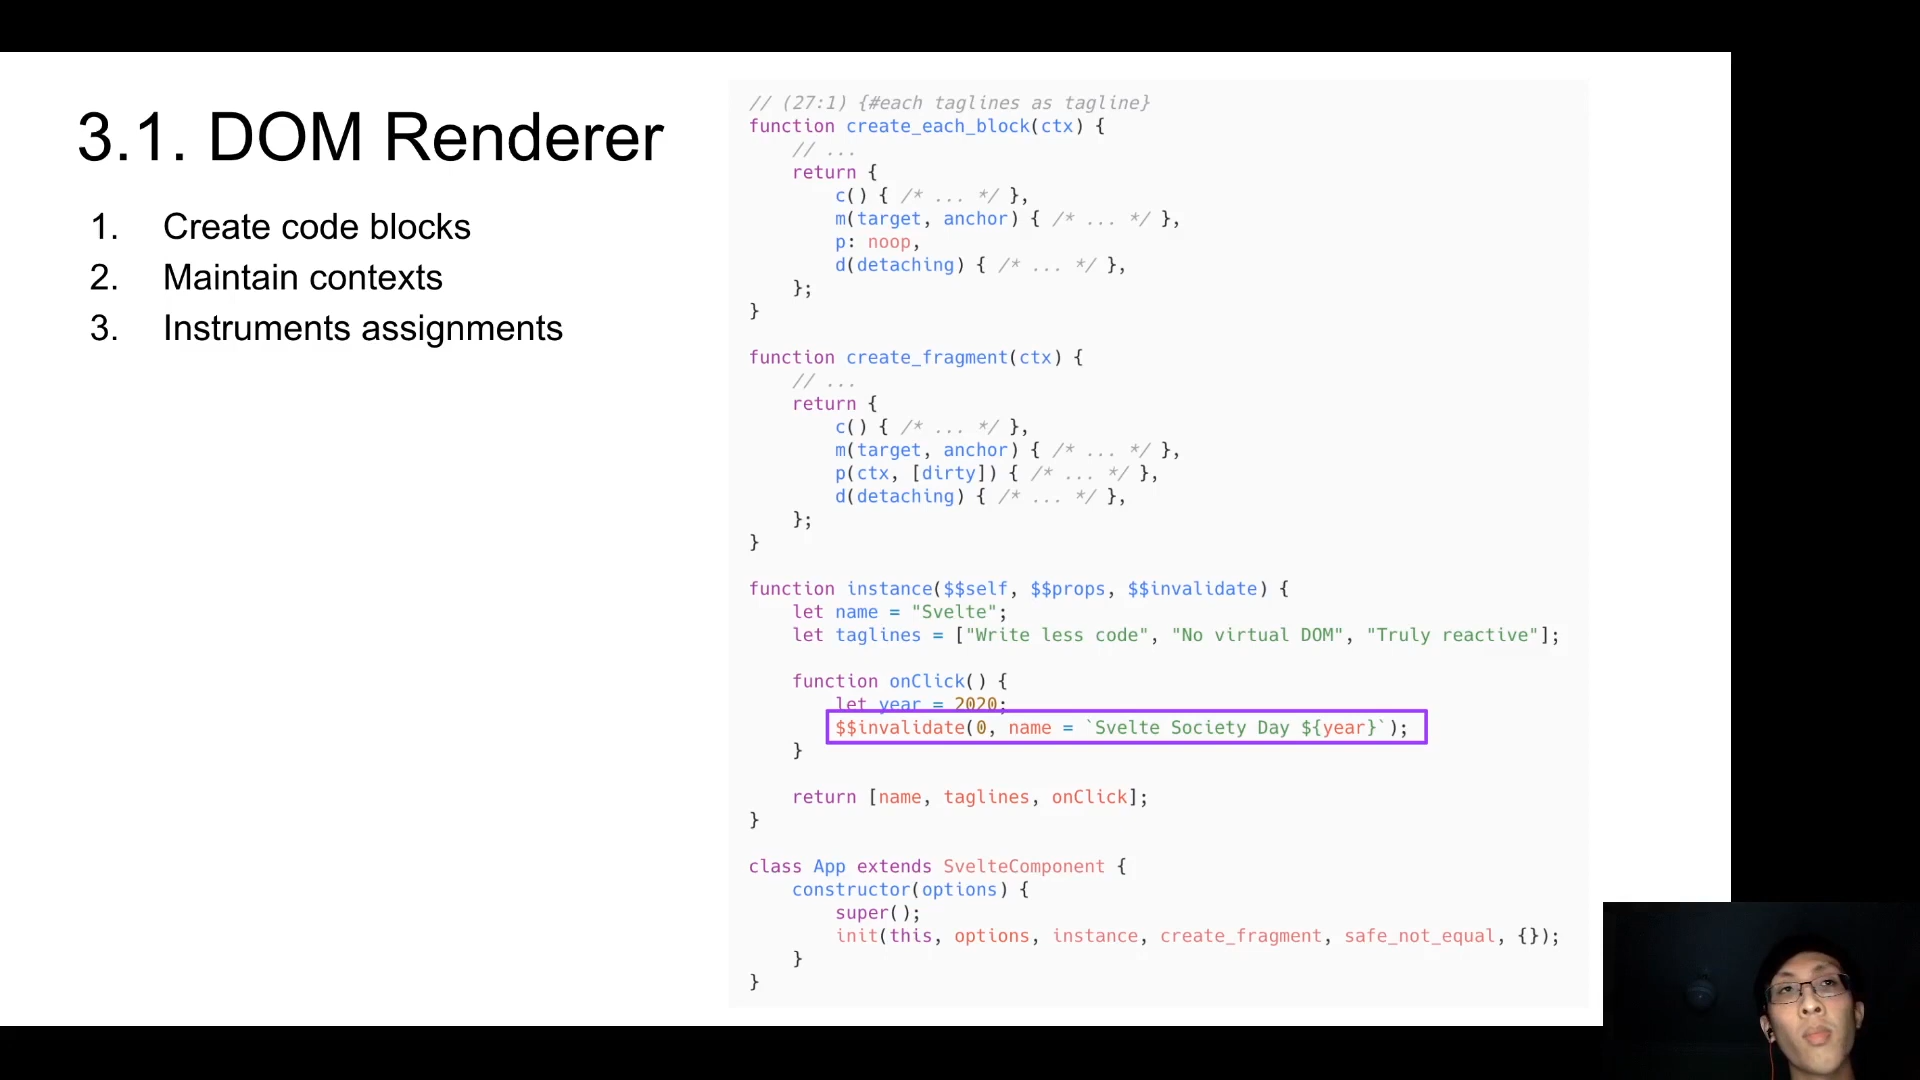 3.1. DOM Renderer
1. Create code blocks
2. Maintain contexts
3. Instruments assignments
// (27:1) {#each taglines as tagline}
function create_each_block(ctx) {
    // ...
    return {
        c() { /* ... */ },
        m(target, anchor) { /* ... */ },
        p: noop,
        d(detaching) { /* ... */ },
    };
}
function create_fragment(ctx) {
    // ...
    return {
        c() { /* ... */ },
        m(target, anchor) { /* ... */ },
        p(ctx, [dirty]) { /* ... */ },
        d(detaching) { /* ... */ },
    };
}
function instance($$self, $$props, $$invalidate) {
    let name = "Svelte";
    let taglines = ["Write less code", "No virtual DOM", "Truly reactive"];
    function onClick() {
        let year = 2020;
        $$invalidate(0, name = `Svelte Society Day ${year}`);
    }
    return [name, taglines, onClick];
}
class App extends SvelteComponent {
    constructor(options) {
        super();
        init(this, options, instance, create_fragment, safe_not_equal, {});
    }
}